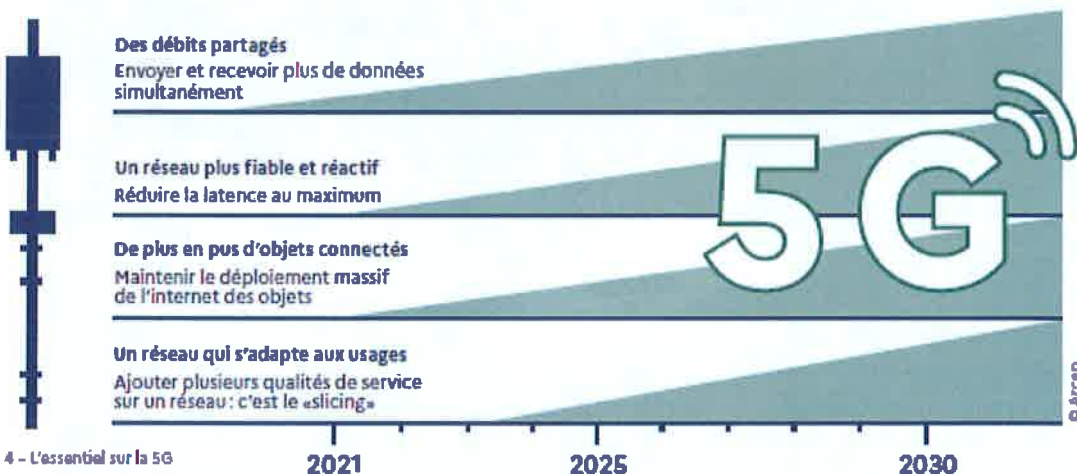 Des débits partagés
Envoyer et recevoir plus de données
simultanément
Un réseau plus fiable et réactif
Réduire la latence au maximum
5G
De plus en pus d'objets connectés
Maintenir le déploiement massif
de l'internet des objets
Un réseau qui s'adapte aux usages
Ajouter plusieurs qualités de service
sur un réseau : c'est le «slicing»
© Arcep
4 – L'essentiel sur la 5G
2021
2025
2030